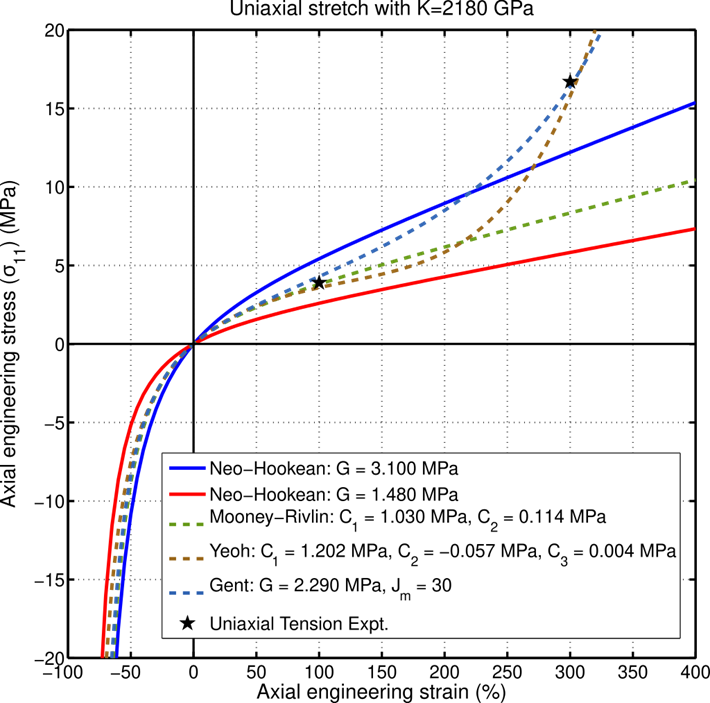 Uniaxial stretch with K=2180 GPa
Axial engineering stress (σ11) (MPa)
20
15
10
5
0
−5
−10
−15
−20
Neo−Hookean: G = 3.100 MPa
Neo−Hookean: G = 1.480 MPa
Mooney−Rivlin: C1 = 1.030 MPa, C2 = 0.114 MPa
Yeoh: C1 = 1.202 MPa, C2 = −0.057 MPa, C3 = 0.004 MPa
Gent: G = 2.290 MPa, Jm = 30
Uniaxial Tension Expt.
−100 −50 0 50 100 150 200 250 300 350 400
Axial engineering strain (%)